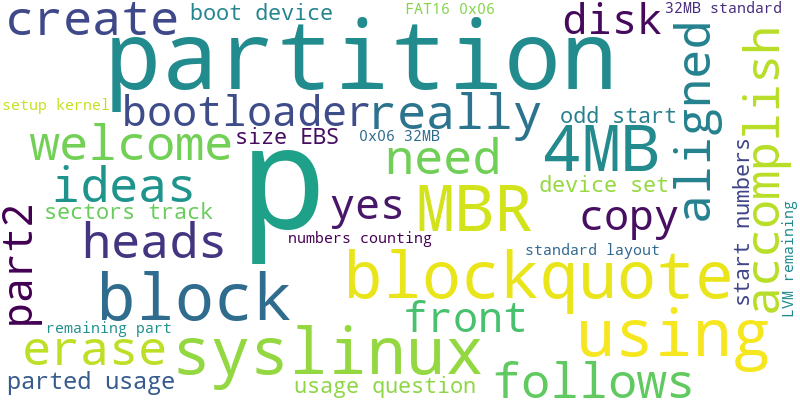 create
boot device
FAT16 0x06
disk
32MB standard
partition
setup kernel
bootloader
really
aligned
accomplish
welcome
size EBS
0x06 32MB
odd start
4MB
need
ideas
p
yes
MBR
device set
sectors track
copy
start numbers
part2
heads
numbers counting
standard layout
LVM remaining
block
blockquote
front
using
remaining part
erase
syslinux
parted usage
usage question
follows